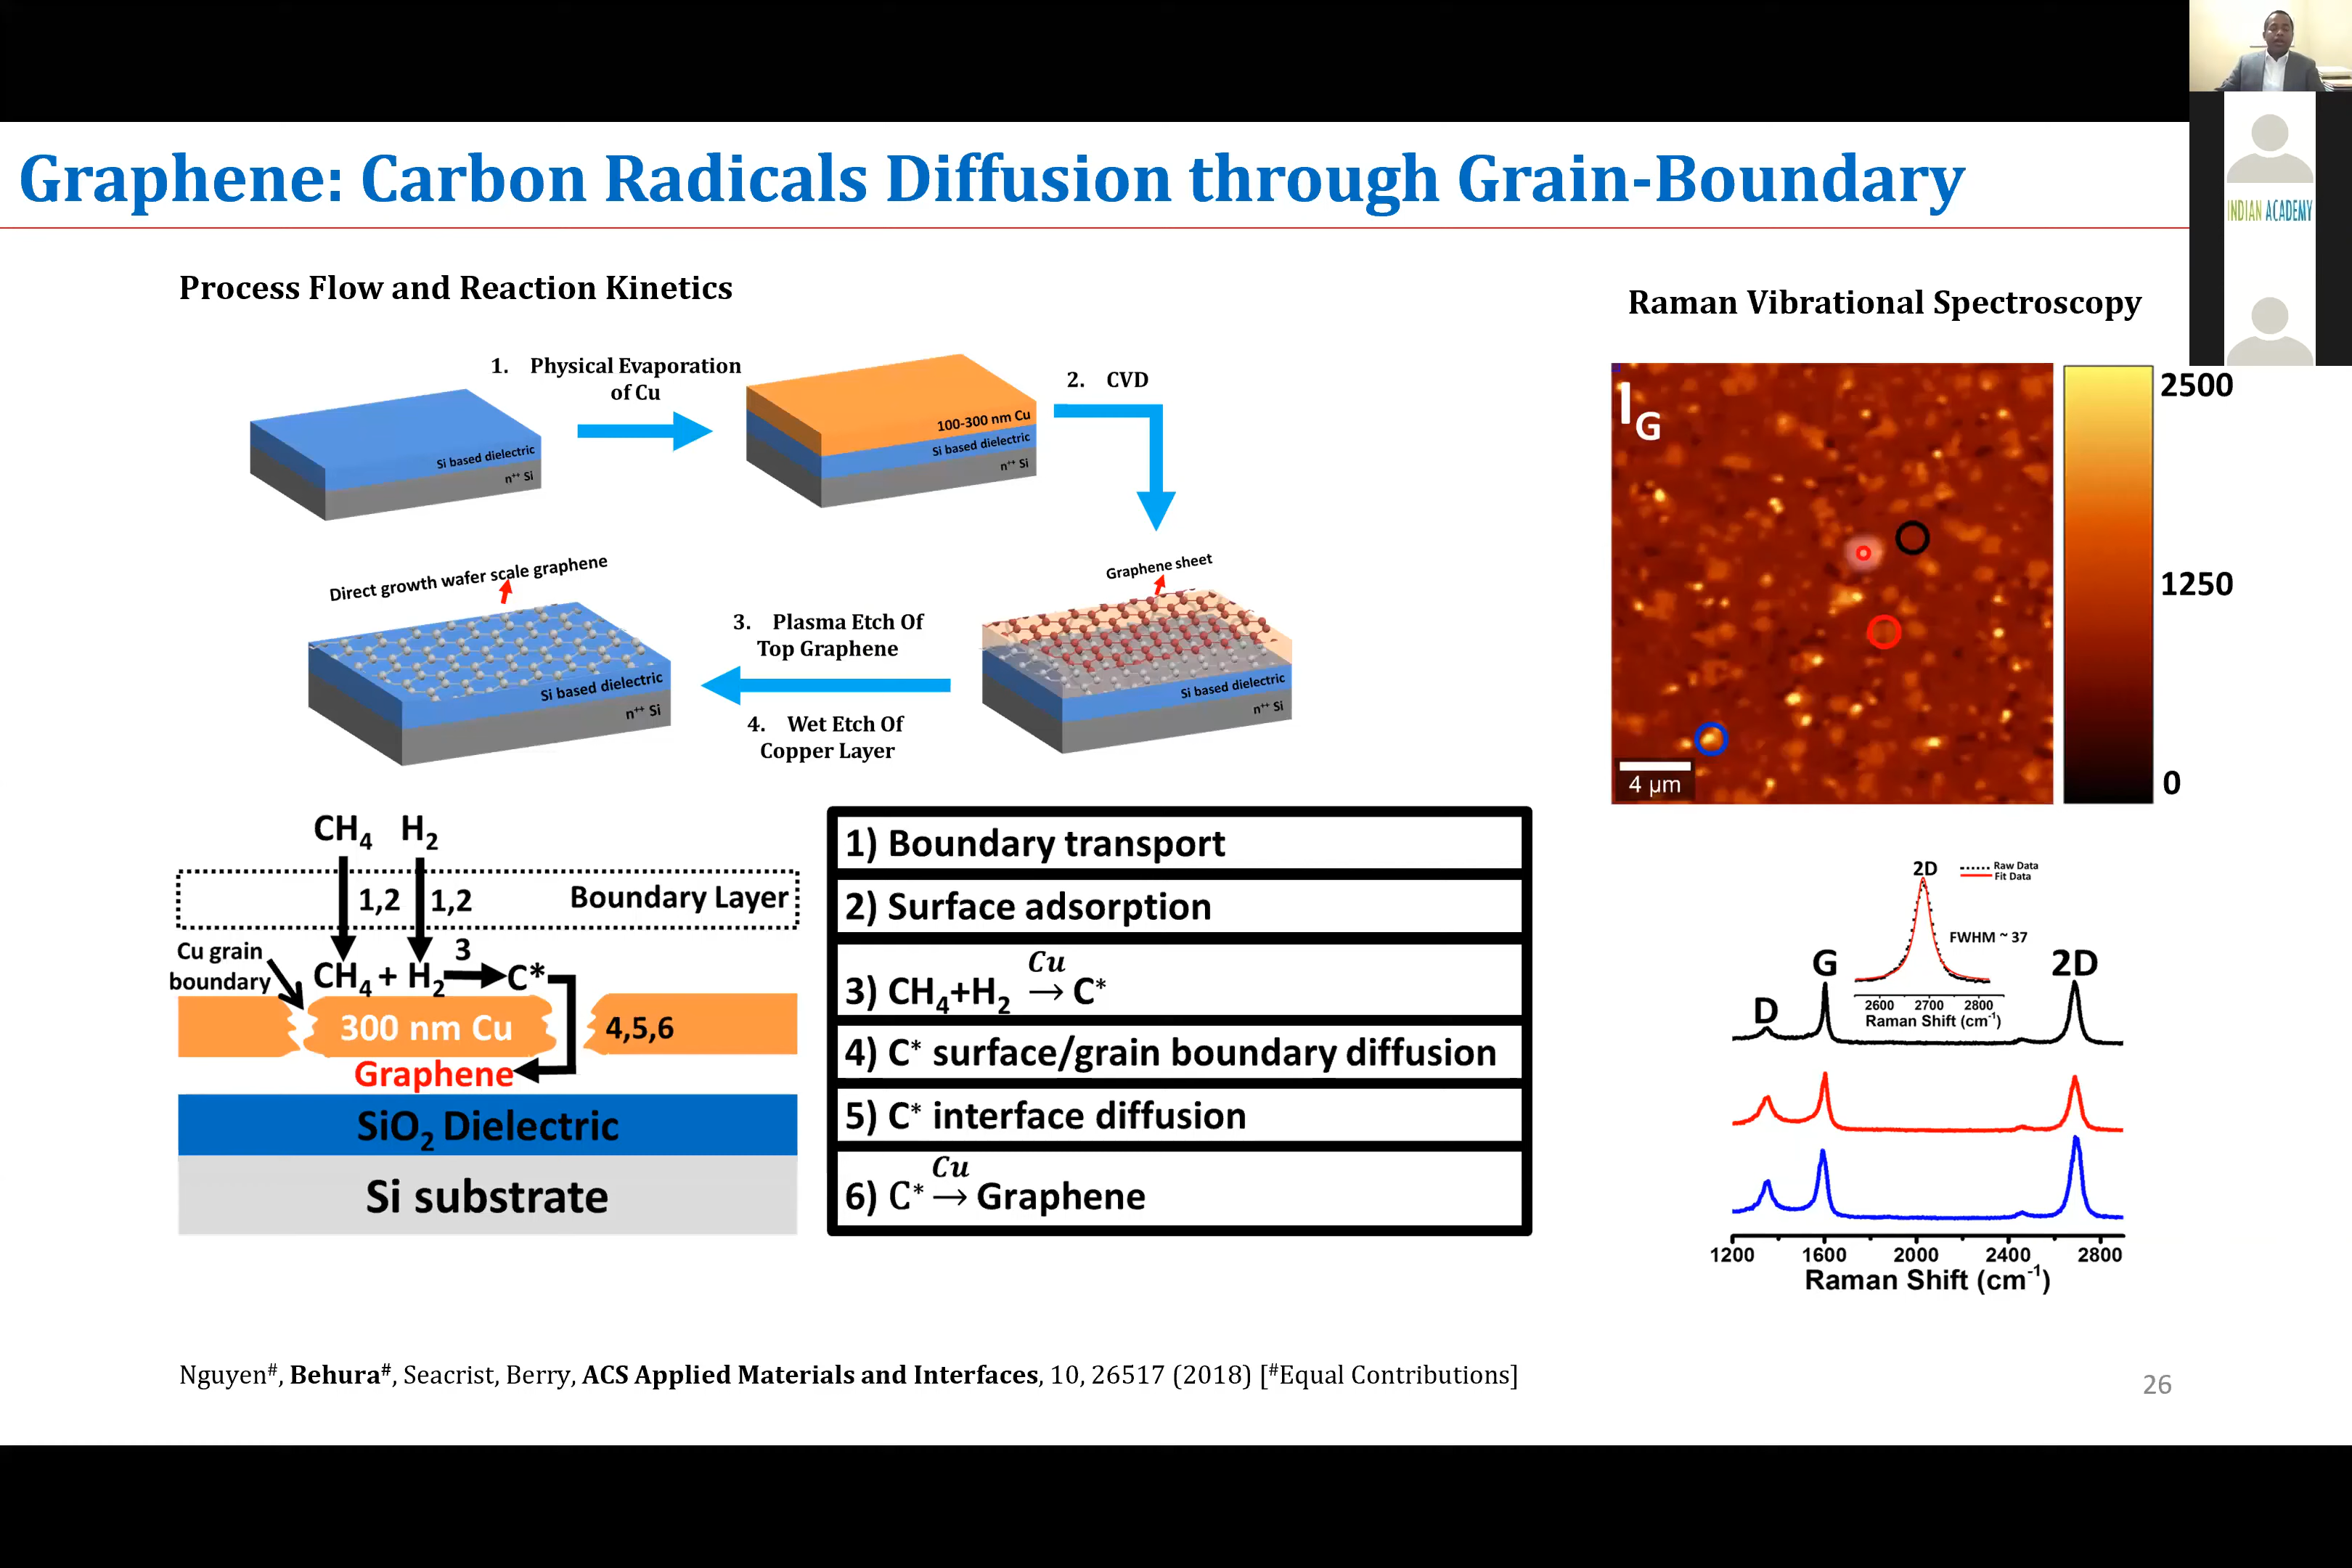 Graphene: Carbon Radicals Diffusion through Grain-Boundary
INDIAN ACADEMY
Process Flow and Reaction Kinetics
1. Physical Evaporation
of Cu
2. CVD
Si based dielectric
n⁺⁺ Si
100-300 nm Cu
Si based dielectric
n⁺⁺ Si
Direct growth wafer scale graphene
Si based dielectric
n⁺⁺ Si
3. Plasma Etch Of
Top Graphene
4. Wet Etch Of
Copper Layer
Graphene sheet
Si based dielectric
n⁺⁺ Si
CH₄ H₂
1,2 1,2 Boundary Layer
Cu grain
boundary
3
CH₄ + H₂ C*
300 nm Cu
4,5,6
Graphene
SiO₂ Dielectric
Si substrate
1) Boundary transport
2) Surface adsorption
3) CH₄+H₂ Cu → C*
4) C* surface/grain boundary diffusion
5) C* interface diffusion
6) C* Cu → Graphene
Raman Vibrational Spectroscopy
I_G
4 µm
2500
1250
0
2D
Raw Data
Fit Data
FWHM ~ 37
2600 2700 2800
Raman Shift (cm⁻¹)
D
G
2D
1200 1600 2000 2400 2800
Raman Shift (cm⁻¹)
Nguyen#, Behura#, Seacrist, Berry, ACS Applied Materials and Interfaces, 10, 26517 (2018) [#Equal Contributions]
26